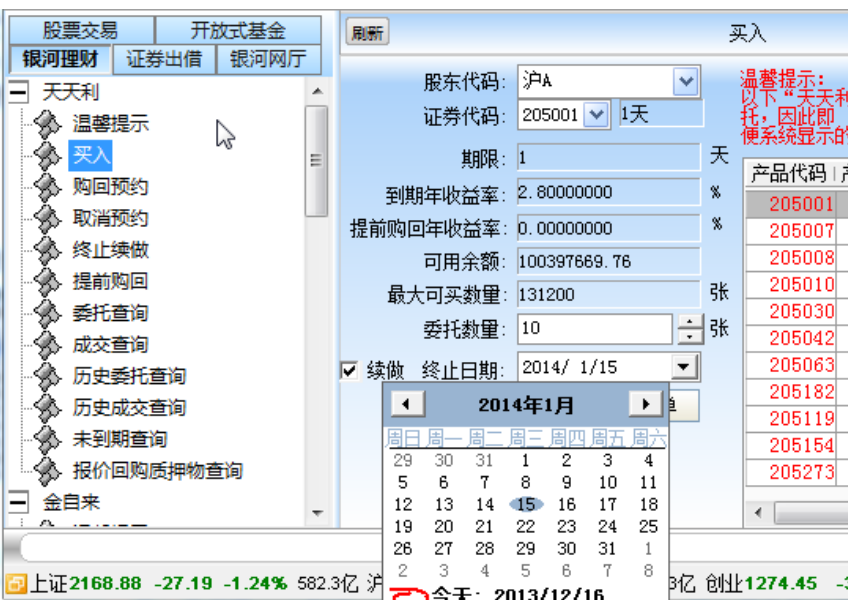 股票交易 开放式基金
银河理财 证券出借 银河网厅
天天利
温馨提示
买入
购回预约
取消预约
终止续做
提前购回
委托查询
成交查询
历史委托查询
历史成交查询
未到期查询
报价回购质押物查询
金自来
刷新 买入
股东代码: 沪A
证券代码: 205001 1天
期限: 1 天
到期年收益率: 2.80000000 %
提前购回年收益率: 0.00000000 %
可用余额: 100397669.76
最大可买数量: 131200 张
委托数量: 10 张
续做 终止日期: 2014/ 1/15
2014年1月
周日 周一 周二 周三 周四 周五 周六
29 30 31 1 2 3 4
5 6 7 8 9 10 11
12 13 14 15 16 17 18
19 20 21 22 23 24 25
26 27 28 29 30 31 1
2 3 4 5 6 7 8
今天: 2013/12/16
温馨提示:
以下“天天利
托，因此即
便系统显示的
产品代码
205001
205007
205008
205010
205030
205042
205063
205182
205119
205154
205273
上证2168.88 -27.19 -1.24% 582.3亿 沪 3亿 创业1274.45